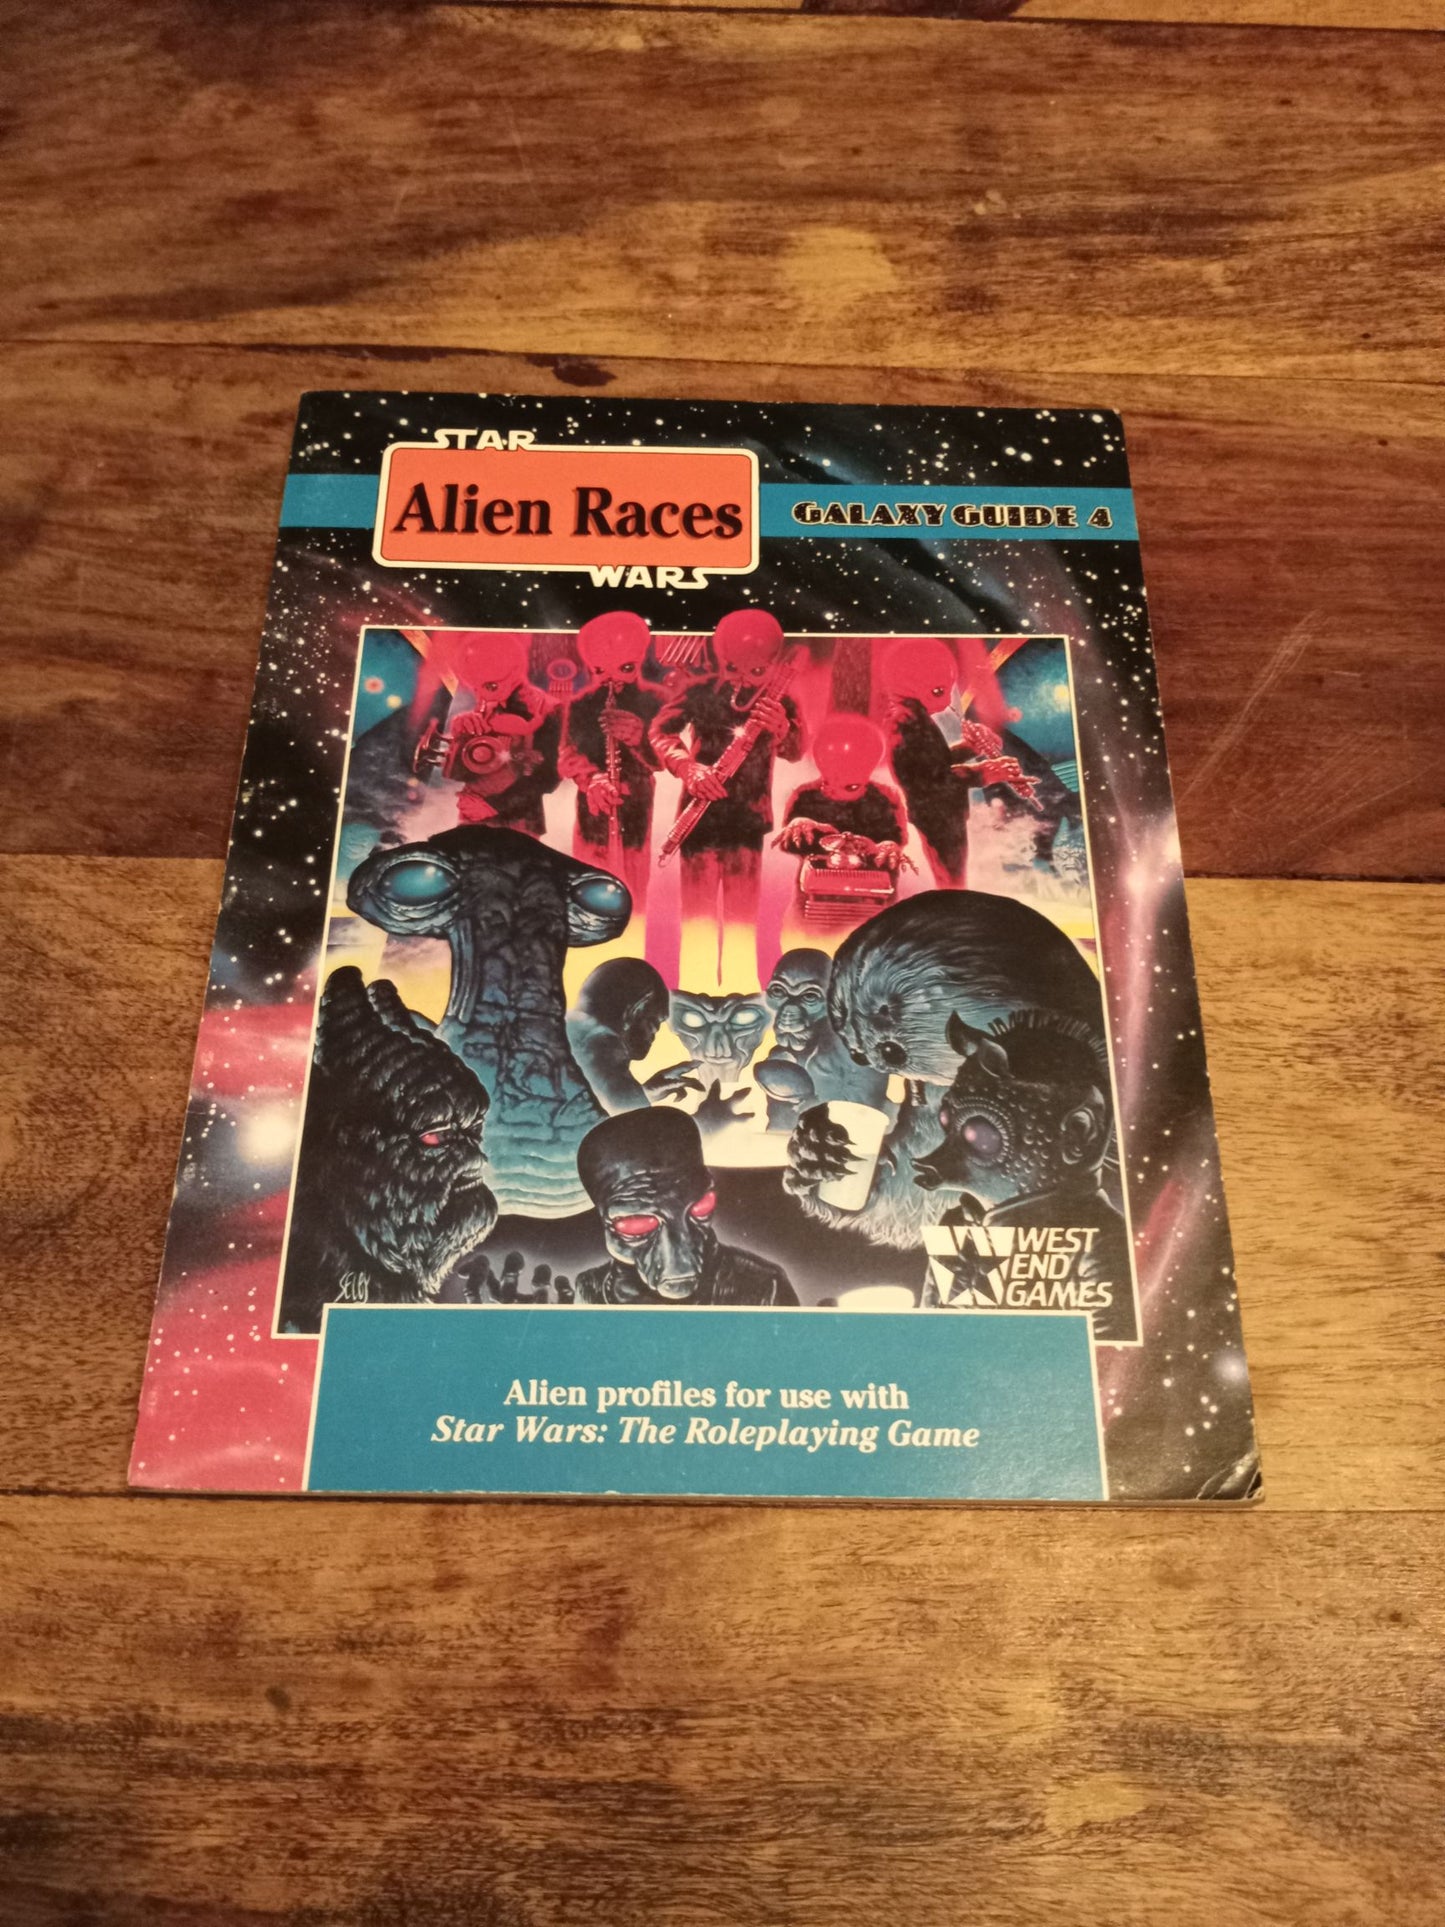 STAR
Alien Races
WARS
GALAXY GUIDE 4
SELBY
WEST
END
GAMES
Alien profiles for use with
Star Wars: The Roleplaying Game